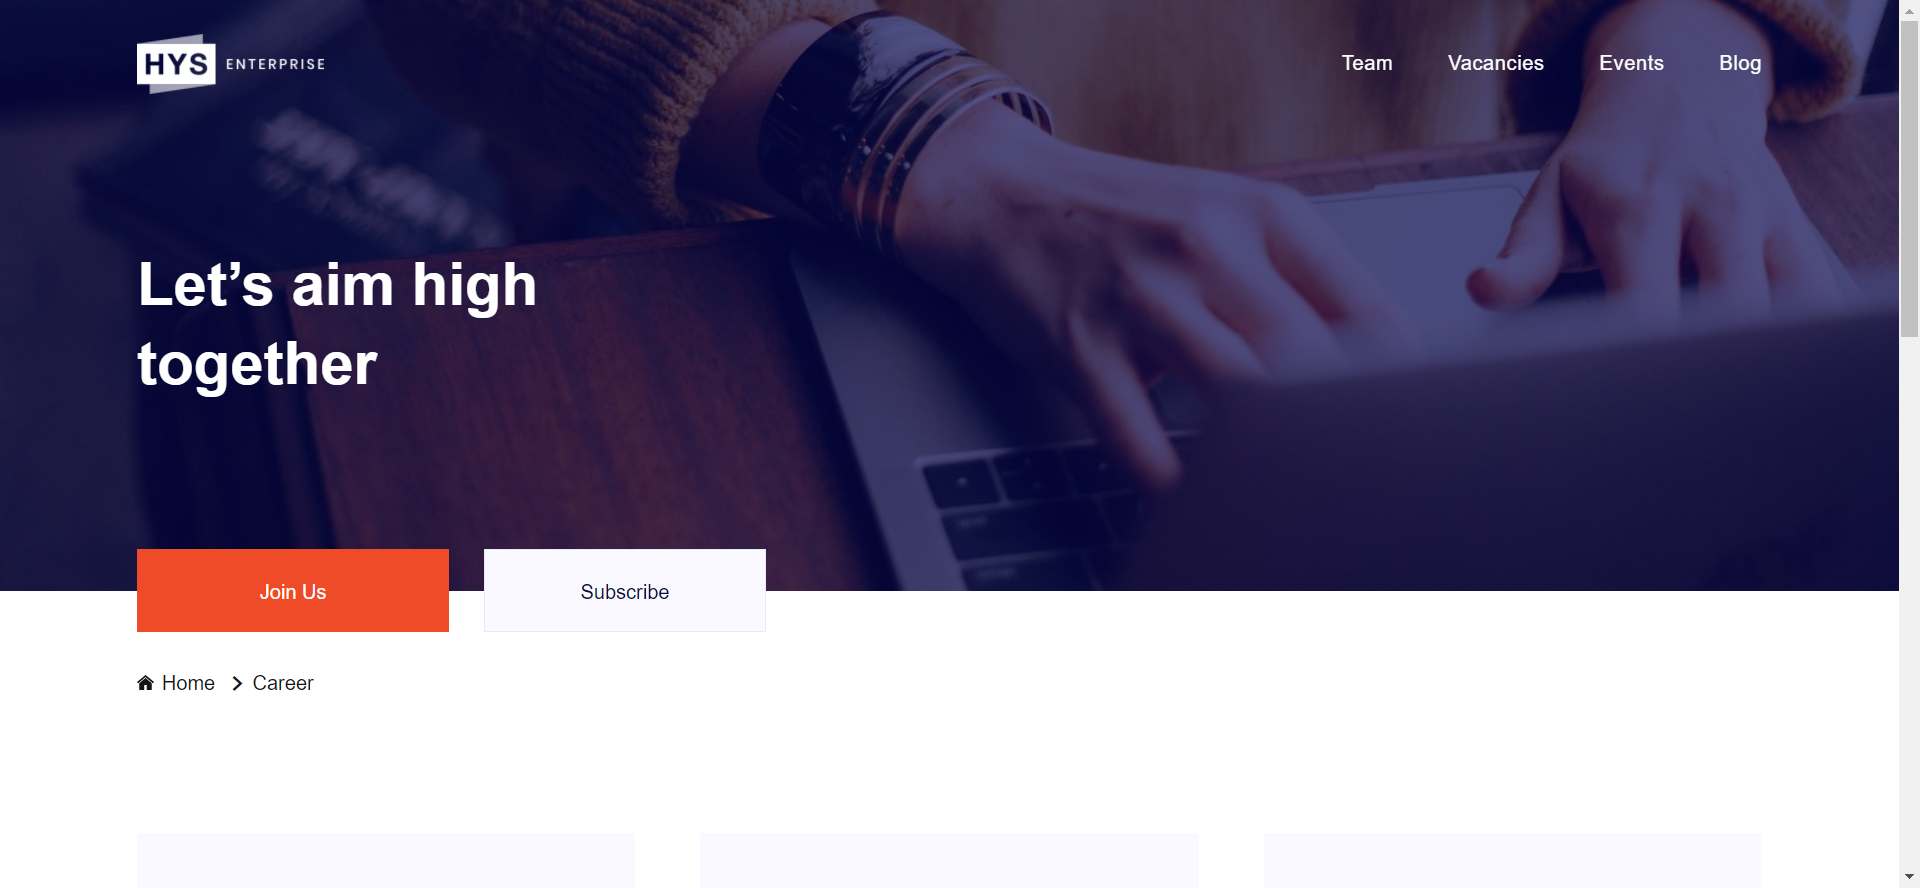 HYS ENTERPRISE
Team Vacancies Events Blog
Let’s aim high
together
Join Us Subscribe
Home Career